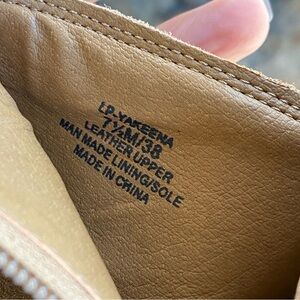 LP-YAKEENA
7½M/38
LEATHER UPPER
MAN MADE LINING/SOLE
MADE IN CHINA